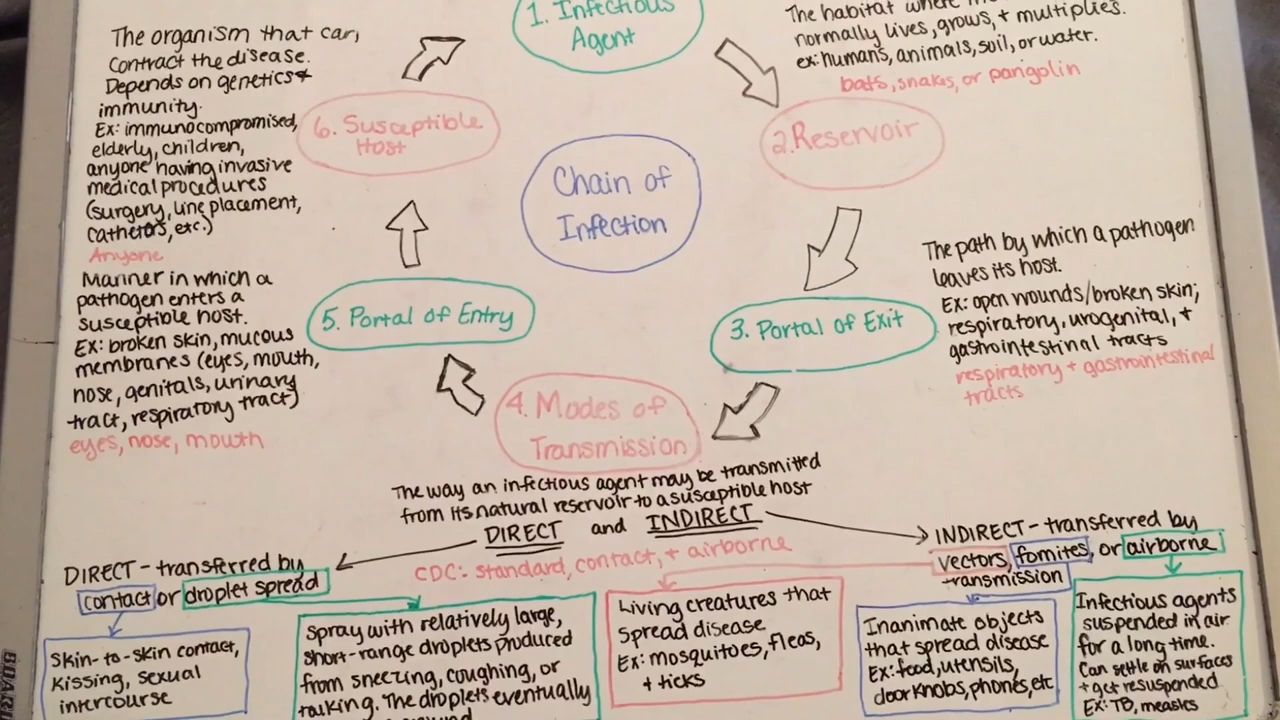 1. Infectious
Agent
The habitat where
normally lives, grows, + multiplies.
ex: humans, animals, soil, or water.
bats, snakes, or pangolin
2. Reservoir
The organism that can,
contract the disease.
Depends on genetics +
immunity.
Ex: immunocompromised,
elderly, children,
anyone having invasive
medical procedures
(surgery, line placement,
catheters, etc.)
Anyone
6. Susceptible
Host
Chain of
Infection
The path by which a pathogen
leaves its host.
Ex: open wounds/broken skin;
respiratory, urogenital, +
gastrointestinal tracts
respiratory + gastrointestinal
tracts
3. Portal of Exit
Manner in which a
pathogen enters a
susceptible host.
Ex: broken skin, mucous
membranes (eyes, mouth,
nose, genitals, urinary
tract, respiratory tract)
eyes, nose, mouth
5. Portal of Entry
4. Modes of
Transmission
The way an infectious agent may be transmitted
from its natural reservoir to a susceptible host
DIRECT and INDIRECT
CDC: standard, contact, + airborne
DIRECT - transferred by
contact or droplet spread
Skin-to-skin contact,
kissing, sexual
intercourse
Spray with relatively large,
short-range droplets produced
from sneezing, coughing, or
talking. The droplets eventually
INDIRECT - transferred by
vectors, fomites, or airborne
transmission
Living creatures that
spread disease
Ex: mosquitoes, fleas,
+ ticks
Inanimate objects
that spread disease
Ex: food, utensils,
doorknobs, phones, etc
Infectious agents
suspended in air
for a long time.
Can settle on surfaces
+ get resuspended
Ex: TB, measles
BOARD